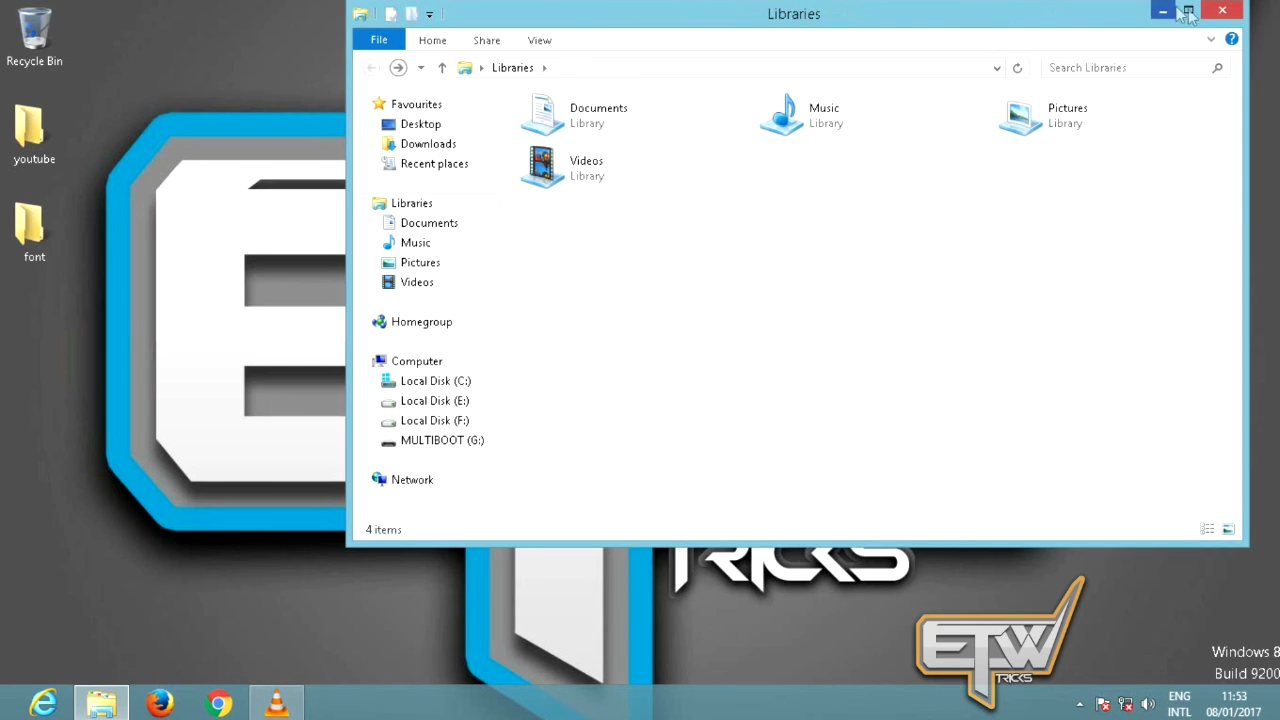 Libraries
File Home Share View
Libraries
Search Libraries
Recycle Bin
youtube
font
Favourites
Desktop
Downloads
Recent places
Libraries
Documents
Music
Pictures
Videos
Homegroup
Computer
Local Disk (C:)
Local Disk (E:)
Local Disk (F:)
MULTIBOOT (G:)
Network
Documents
Library
Music
Library
Pictures
Library
Videos
Library
4 items
TRICKS
ETW
TRICKS
Windows 8
Build 9200
ENG
INTL
11:53
08/01/2017